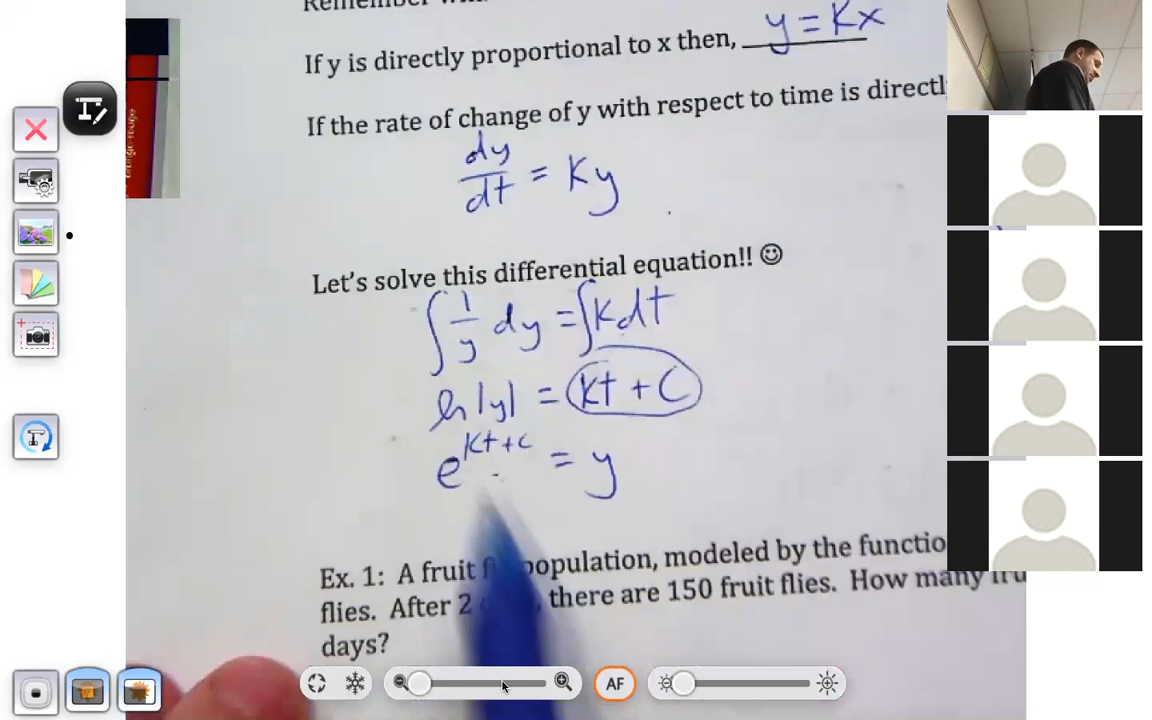 If y is directly proportional to x then, y = Kx
If the rate of change of y with respect to time is
dy/dt = Ky
Let's solve this differential equation!! ☺
∫ 1/y dy = ∫ K dt
ln |y| = Kt + C
e^(Kt + C) = y
Ex. 1: A fruit population, modeled by the
flies. After 2 there are 150 fruit flies. How many
days?
AF